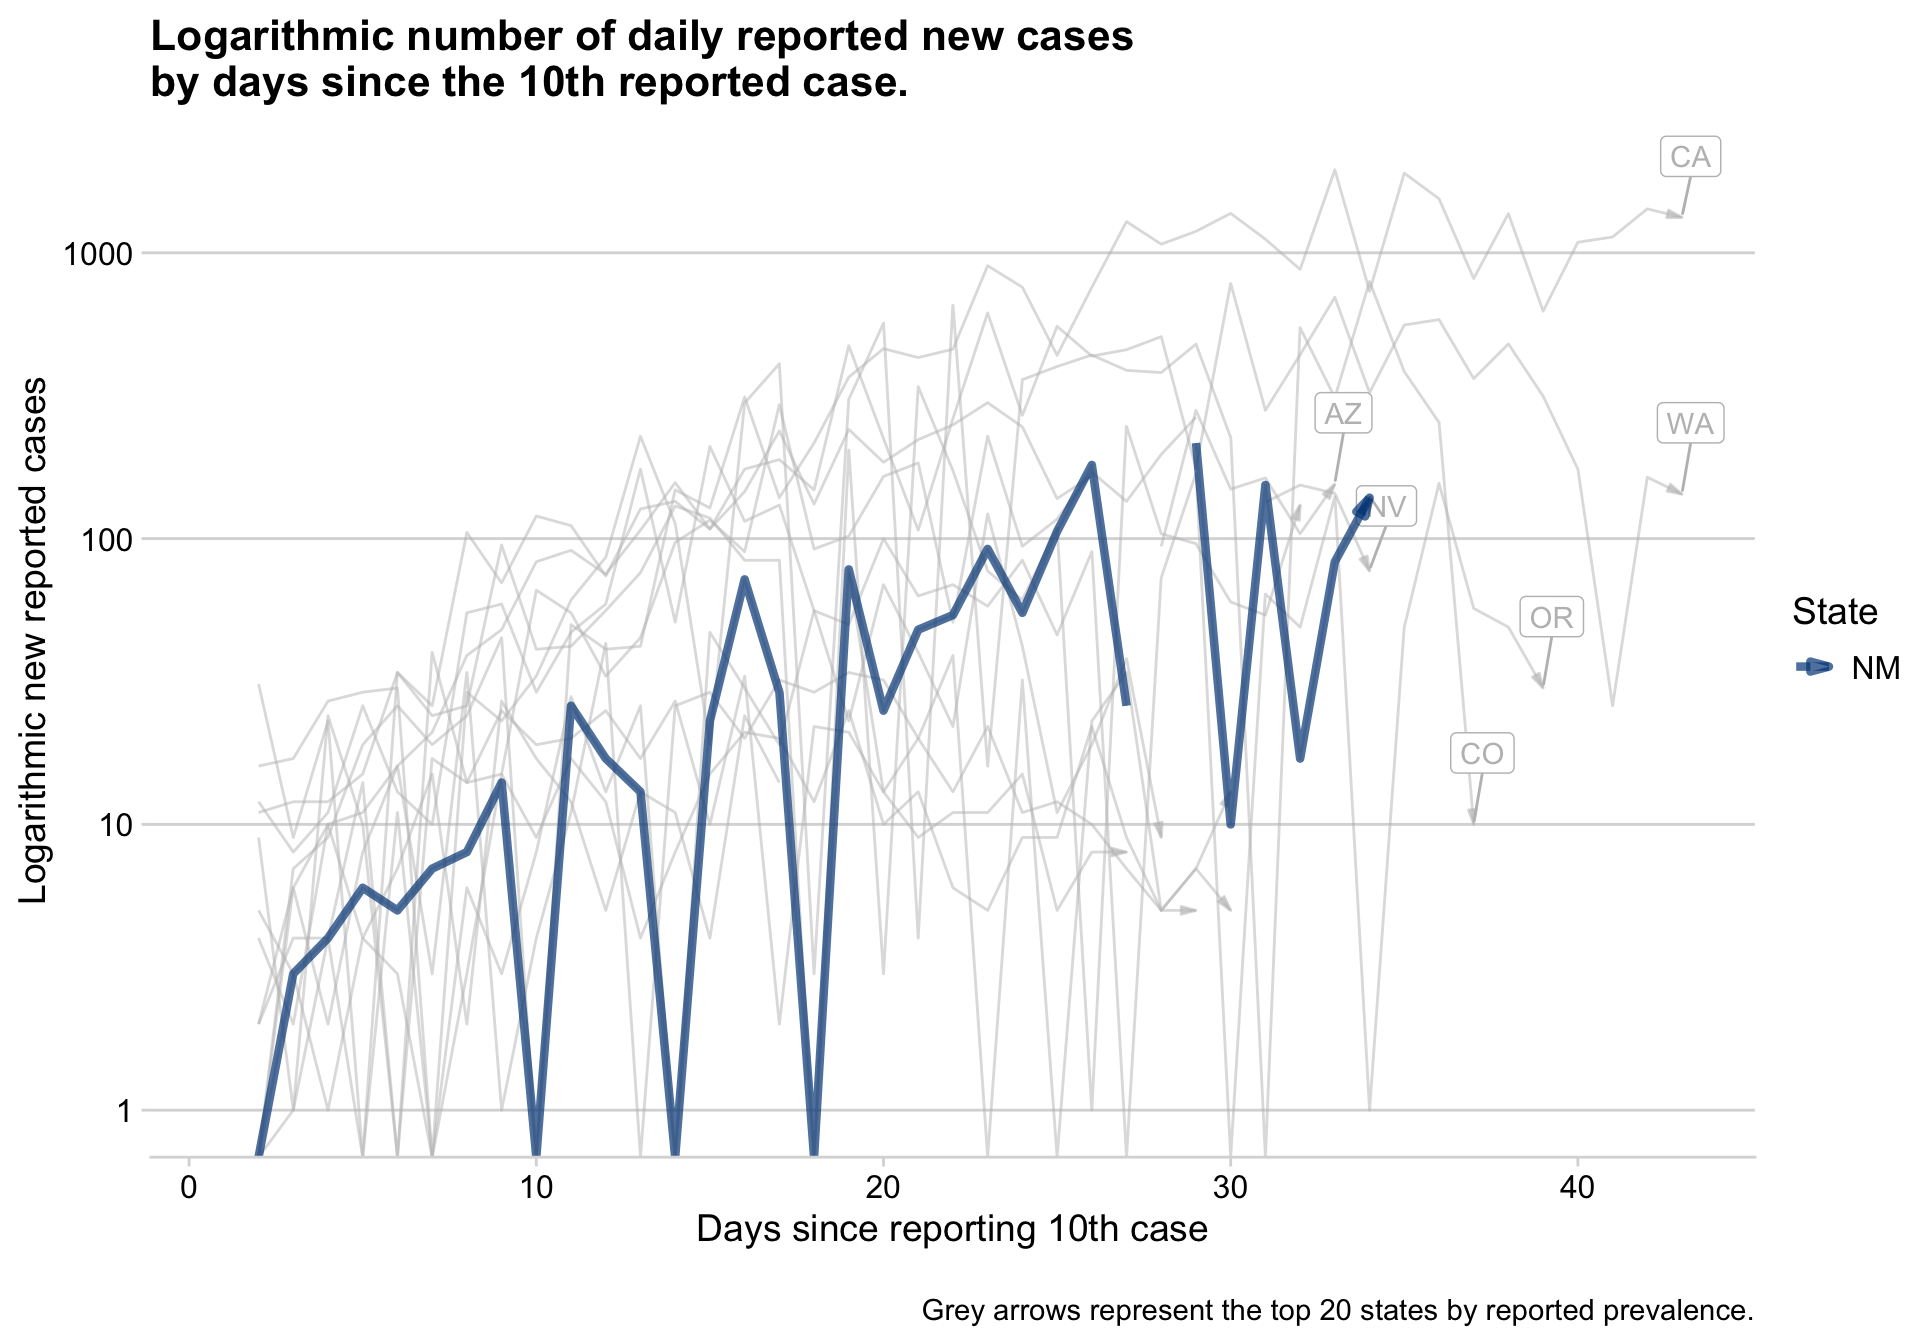 Logarithmic number of daily reported new cases
by days since the 10th reported case.
Logarithmic new reported cases
1000
100
10
1
CA
AZ
WA
NV
OR
CO
State
NM
0
10
20
30
40
Days since reporting 10th case
Grey arrows represent the top 20 states by reported prevalence.